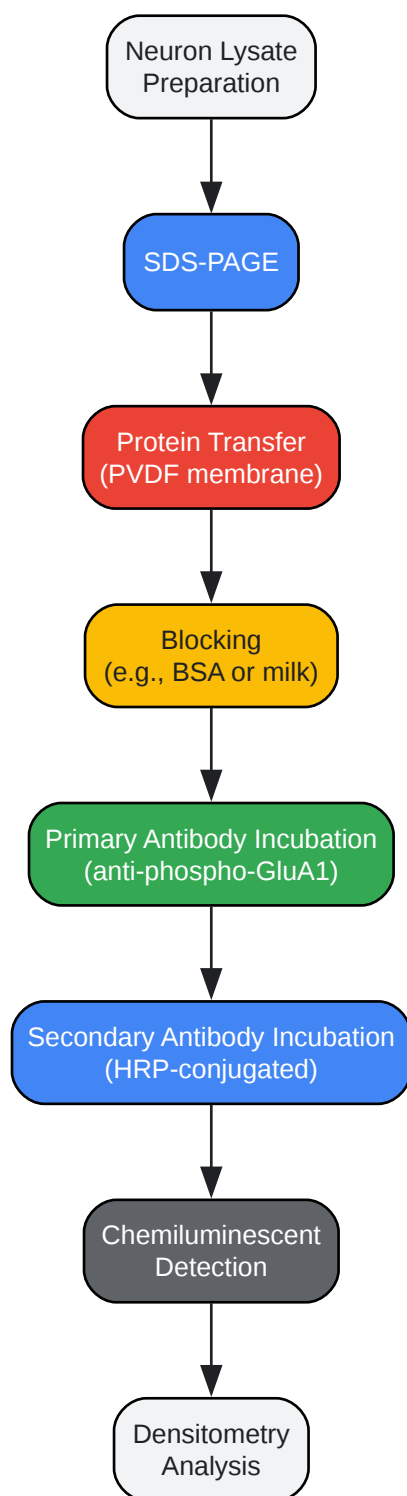 Neuron Lysate
Preparation
SDS-PAGE
Protein Transfer
(PVDF membrane)
Blocking
(e.g., BSA or milk)
Primary Antibody Incubation
(anti-phospho-GluA1)
Secondary Antibody Incubation
(HRP-conjugated)
Chemiluminescent
Detection
Densitometry
Analysis